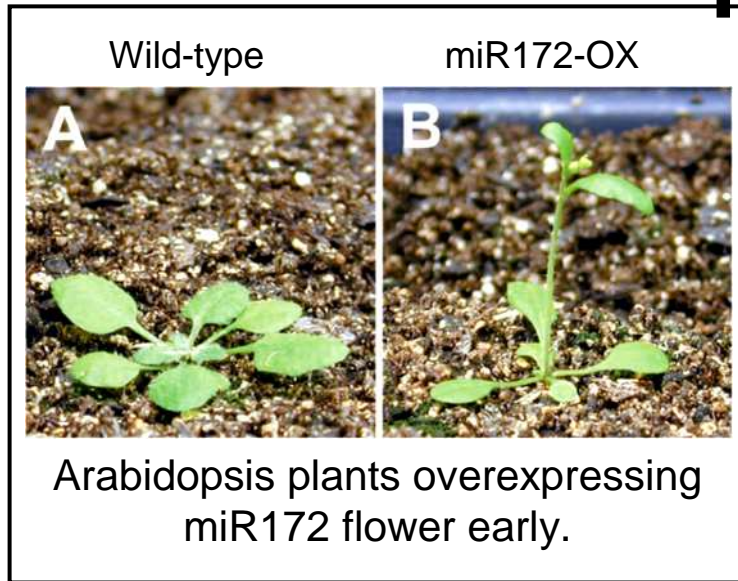 Wild-type
miR172-OX
A
B
Arabidopsis plants overexpressing
miR172 flower early.